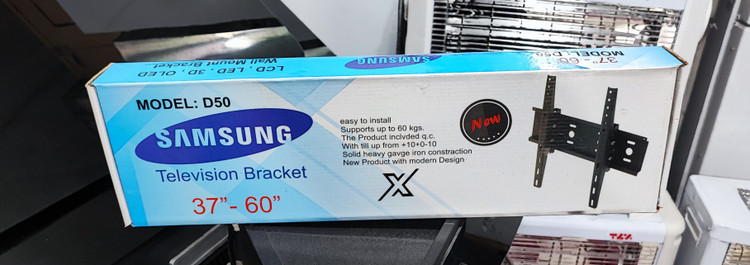 LCD , LED , 3D , OLED
Wall Mount Bracket
SAMSUNG
37"- 60"
MODEL: D50
MODEL: D50
SAMSUNG
Television Bracket
37”- 60”
easy to install
Supports up to 60 kgs.
The Product inclvded q.c.
With till up from +10+0-10
Solid heavy gavge iron constraction
New Product with modern Design
X
New